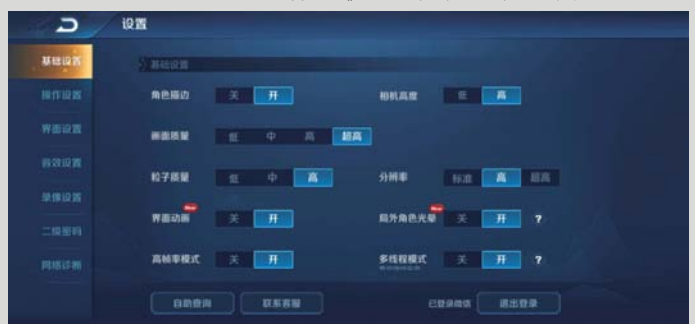 设置
基础设置
操作设置
界面设置
音效设置
录像设置
二级密码
网络诊断
基础设置
角色描边 关 开
相机高度 低 高
画面质量 低 中 高 超高
粒子质量 低 中 高
分辨率 标准 高 超高
界面动画 New 关 开
局外角色光晕 New 关 开 ?
高帧率模式 关 开
多线程模式 关 开 ?
自助查询 联系客服
已登录微信 退出登录